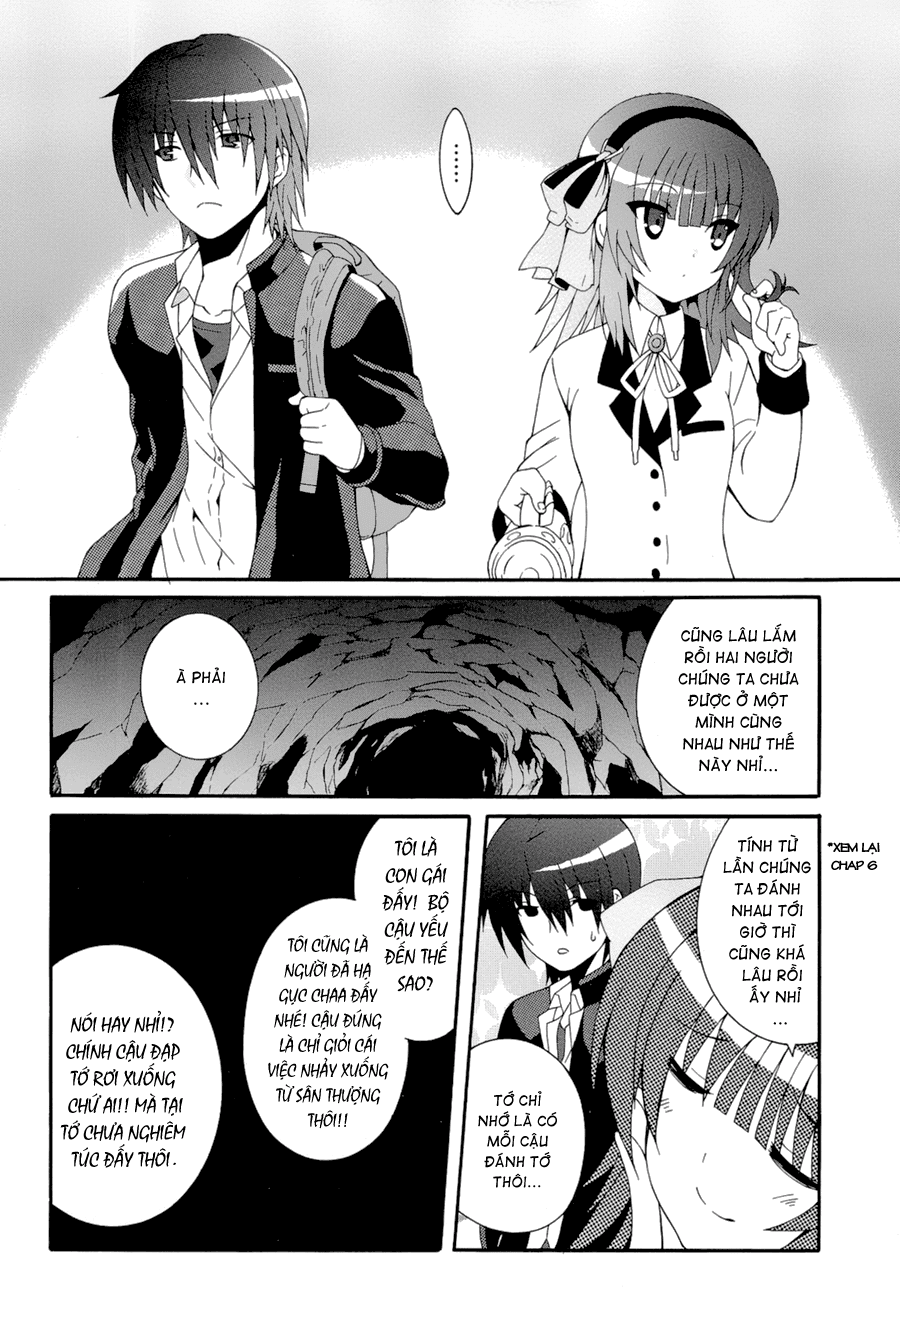 ………
CŨNG LÂU LẮM
RỒI HAI NGƯỜI
CHÚNG TA CHƯA
ĐƯỢC Ở MỘT
MÌNH CÙNG
NHAU NHƯ THẾ
NÀY NHỈ...
À PHẢI
...
TÍNH TỪ
LẦN CHÚNG
TA ĐÁNH
NHAU TỚI
GIỜ THÌ
CŨNG KHÁ
LÂU RỒI
ẤY NHỈ
...
*XEM LẠI
CHAP 6
TỚ CHỈ
NHỚ LÀ CÓ
MỖI CẬU
ĐÁNH TỚ
THÔI...
TÔI LÀ
CON GÁI
ĐẤY! BỘ
CẬU YẾU
ĐẾN THẾ
SAO?
TÔI CŨNG LÀ
NGƯỜI ĐÃ HẠ
GỤC CHAA ĐẤY
NHÉ! CẬU ĐÚNG
LÀ CHỈ GIỎI CÁI
VIỆC NHẢY XUỐNG
TỪ SÂN THƯỢNG
THÔI!!
NÓI HAY NHỈ!?
CHÍNH CẬU ĐẠP
TỚ RƠI XUỐNG
CHỨ AI!! MÀ TẠI
TỚ CHƯA NGHIÊM
TÚC ĐẤY THÔI.